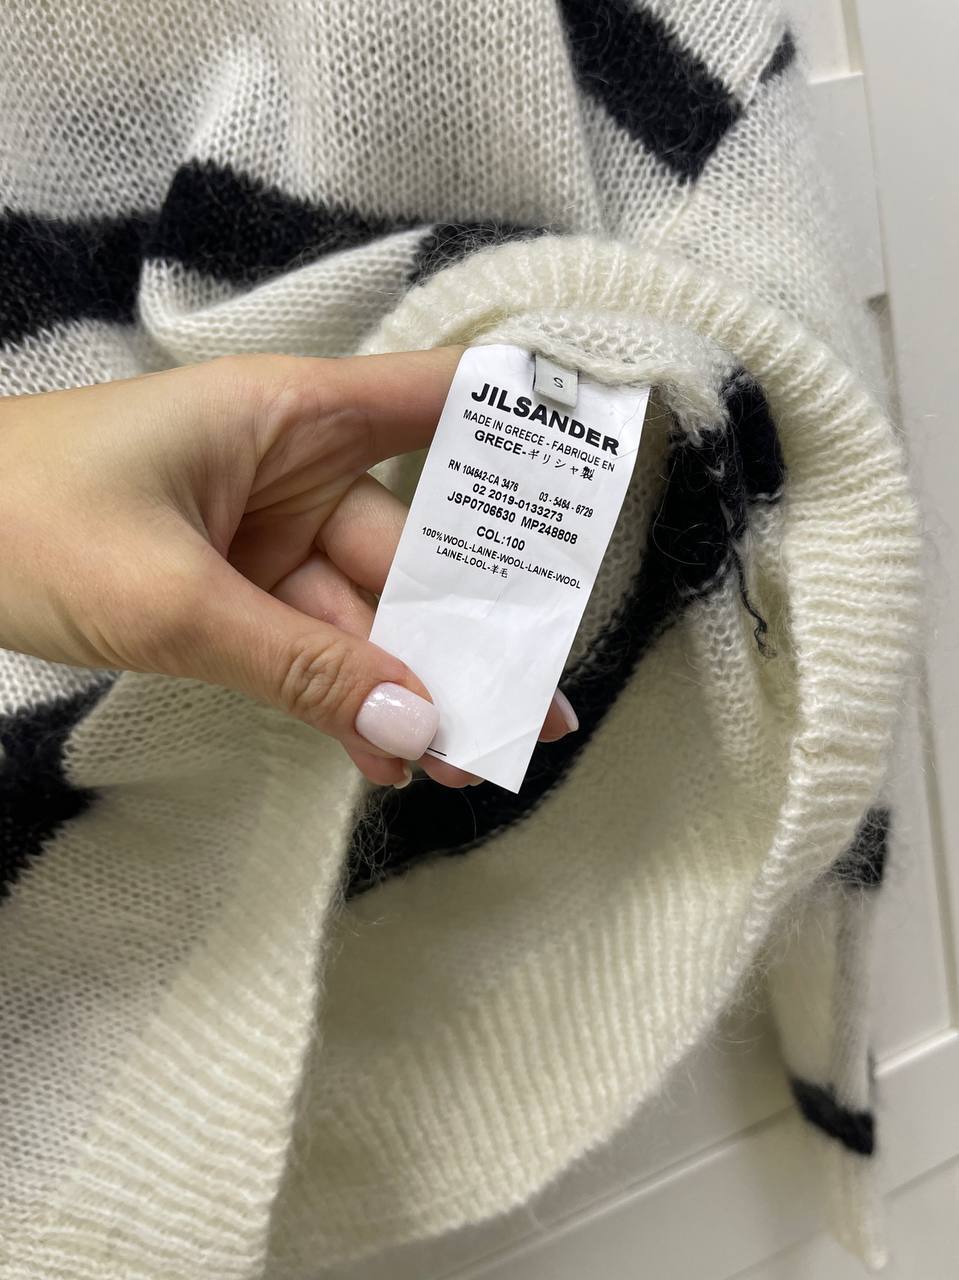 S
JILSANDER
MADE IN GREECE - FABRIQUE EN
GRECE-ギリシャ製
RN 104642-CA 3476 03 - 5464 - 6729
02 2019-0133273
JSP0706530 MP248808
COL:100
100%WOOL-LAINE-WOOL-LAINE-WOOL
LAINE-LOOL-羊毛